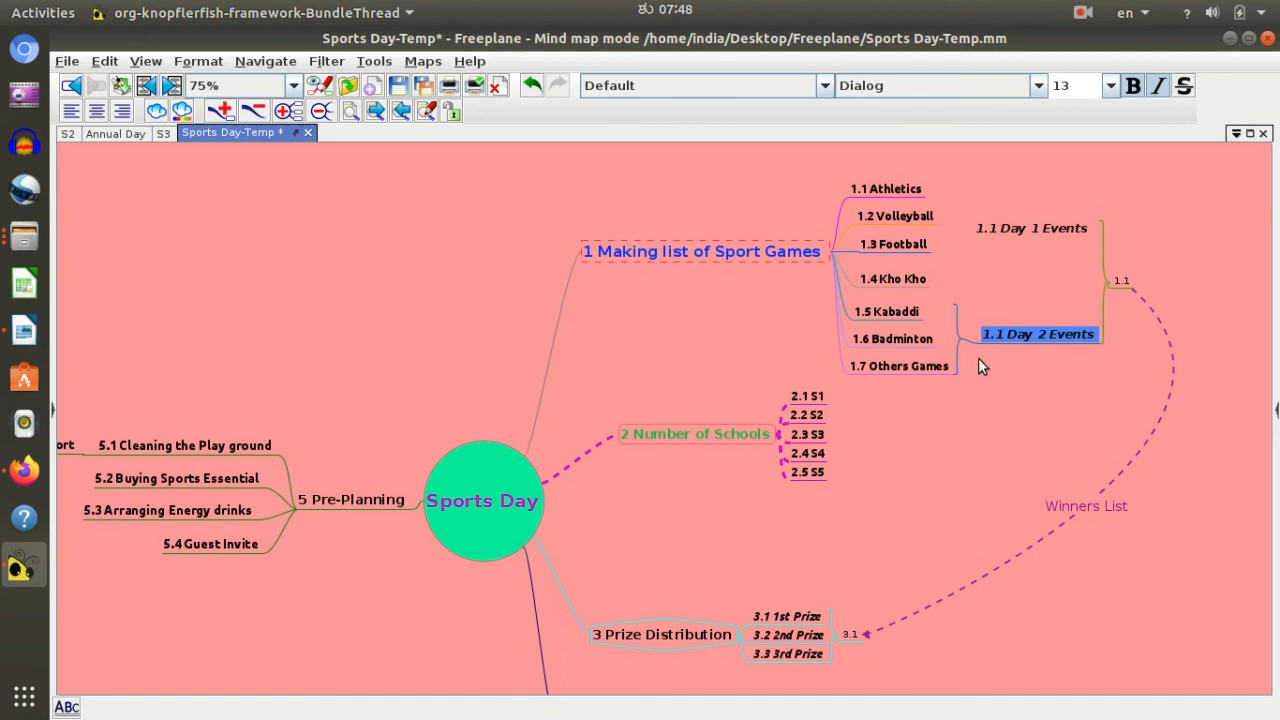 Activities
org-knopflerfish-framework-BundleThread
07:48
en
Sports Day-Temp* - Freeplane - Mind map mode /home/india/Desktop/Freeplane/Sports Day-Temp.mm
File Edit View Format Navigate Filter Tools Maps Help
75%
Default
Dialog
13
B I S
S2
Annual Day
S3
Sports Day-Temp *
1 Making list of Sport Games
1.1 Athletics
1.2 Volleyball
1.3 Football
1.4 Kho Kho
1.5 Kabaddi
1.6 Badminton
1.7 Others Games
1.1 Day 1 Events
1.1 Day 2 Events
1.1
2 Number of Schools
2.1 S1
2.2 S2
2.3 S3
2.4 S4
2.5 S5
Winners List
Sports Day
5 Pre-Planning
5.1 Cleaning the Play ground
ort
5.2 Buying Sports Essential
5.3 Arranging Energy drinks
5.4 Guest Invite
3 Prize Distribution
3.1 1st Prize
3.2 2nd Prize
3.3 3rd Prize
3.1
ABc